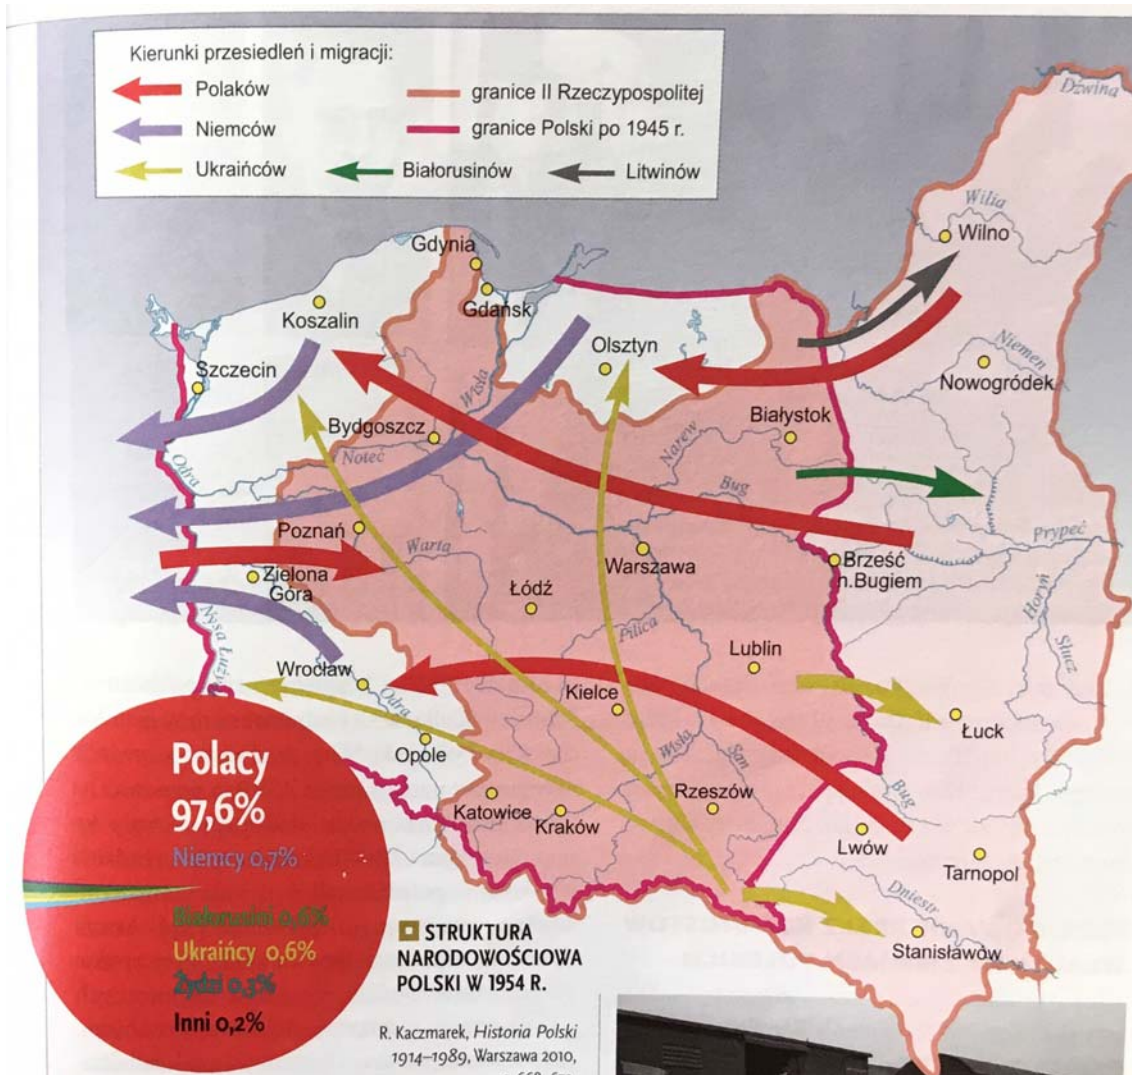 Kierunki przesiedleń i migracji:
Polaków
granice II Rzeczypospolitej
Niemców
granice Polski po 1945 r.
Ukraińców
Białorusinów
Litwinów
Dźwina
Wilia
Wilno
Gdynia
Gdańsk
Koszalin
Olsztyn
Niemen
Szczecin
Nowogródek
Wisła
Białystok
Bydgoszcz
Narew
Noteć
Odra
Bug
Poznań
Prypeć
Warta
Warszawa
Brześć
n.Bugiem
Zielona
Góra
Łódź
Horyń
Pilica
Słucz
Nysa Łuży
Lublin
Wrocław
Odra
Kielce
Łuck
Opole
Wisła
San
Bug
Rzeszów
Katowice
Kraków
Lwów
Tarnopol
Dniestr
Stanisławów
Polacy
97,6%
Niemcy 0,7%
Białorusini 0,6%
Ukraińcy 0,6%
Żydzi 0,3%
Inni 0,2%
STRUKTURA
NARODOWOŚCIOWA
POLSKI W 1954 R.
R. Kaczmarek, Historia Polski
1914–1989, Warszawa 2010,